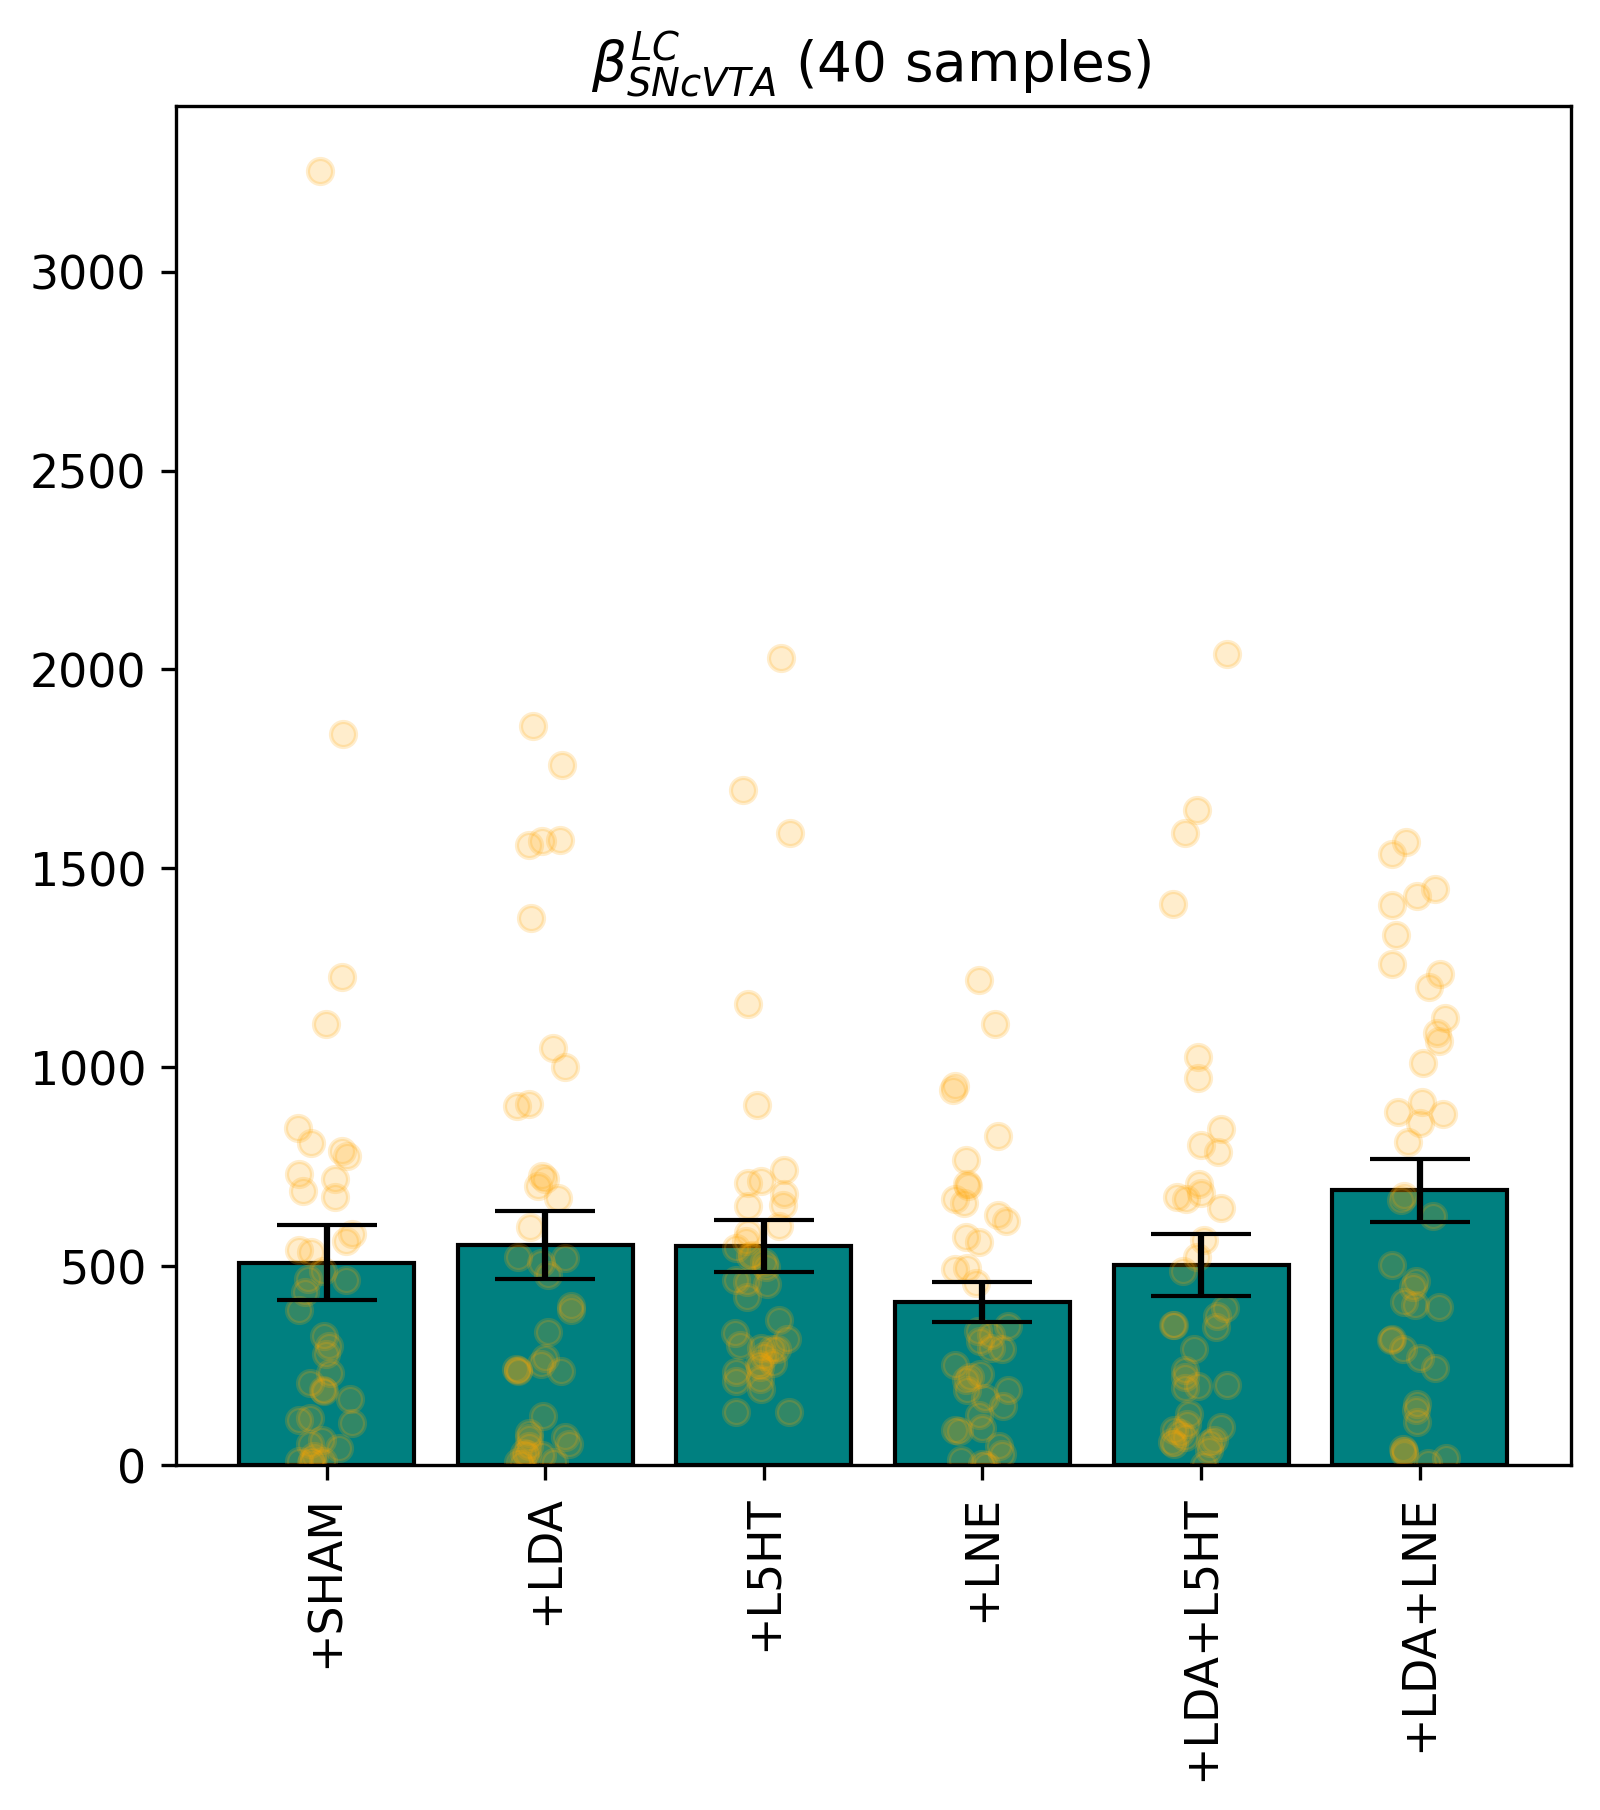 β^{LC}_{SNcVTA} (40 samples)
3000
2500
2000
1500
1000
500
0
+SHAM
+LDA
+L5HT
+LNE
+LDA+L5HT
+LDA+LNE